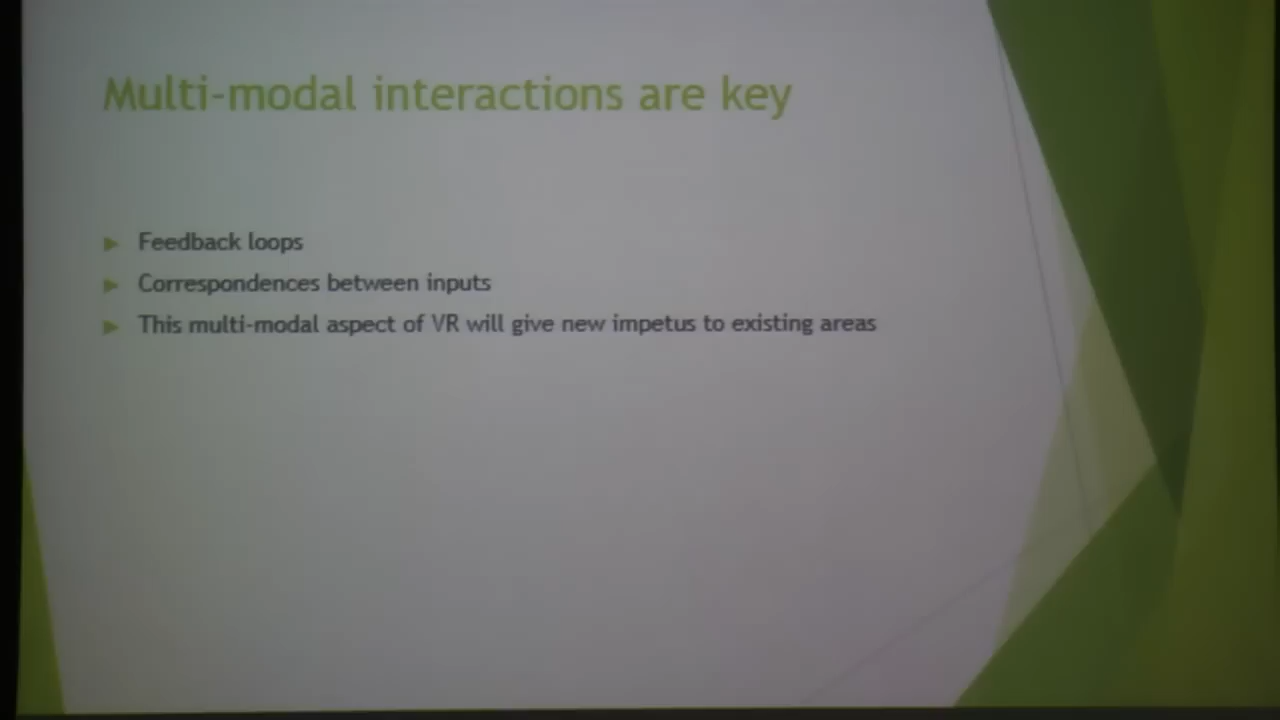 Multi-modal interactions are key
Feedback loops
Correspondences between inputs
This multi-modal aspect of VR will give new impetus to existing areas